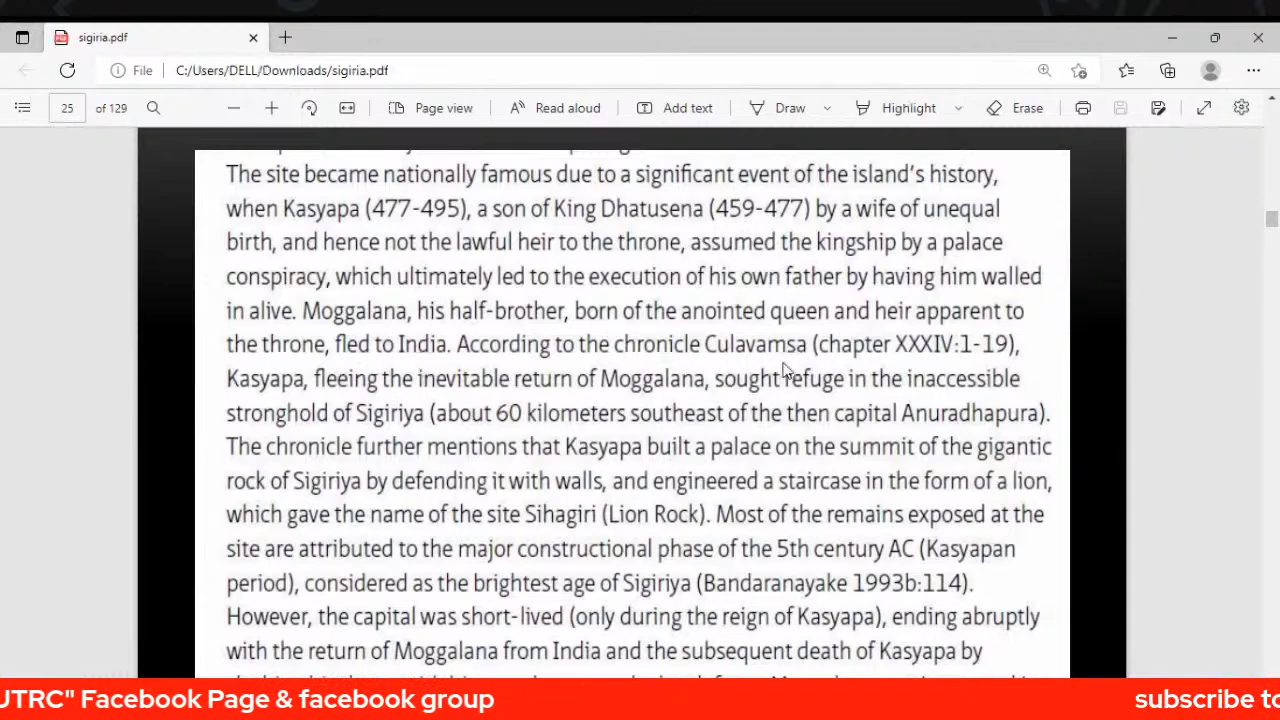 sigiria.pdf
File
C:/Users/DELL/Downloads/sigiria.pdf
25 of 129
Page view
Read aloud
Add text
Draw
Highlight
Erase
The site became nationally famous due to a significant event of the island's history,
when Kasyapa (477-495), a son of King Dhatusena (459-477) by a wife of unequal
birth, and hence not the lawful heir to the throne, assumed the kingship by a palace
conspiracy, which ultimately led to the execution of his own father by having him walled
in alive. Moggalana, his half-brother, born of the anointed queen and heir apparent to
the throne, fled to India. According to the chronicle Culavamsa (chapter XXXIV:1-19),
Kasyapa, fleeing the inevitable return of Moggalana, sought refuge in the inaccessible
stronghold of Sigiriya (about 60 kilometers southeast of the then capital Anuradhapura).
The chronicle further mentions that Kasyapa built a palace on the summit of the gigantic
rock of Sigiriya by defending it with walls, and engineered a staircase in the form of a lion,
which gave the name of the site Sihagiri (Lion Rock). Most of the remains exposed at the
site are attributed to the major constructional phase of the 5th century AC (Kasyapan
period), considered as the brightest age of Sigiriya (Bandaranayake 1993b:114).
However, the capital was short-lived (only during the reign of Kasyapa), ending abruptly
with the return of Moggalana from India and the subsequent death of Kasyapa by
UTRC" Facebook Page & facebook group
subscribe to